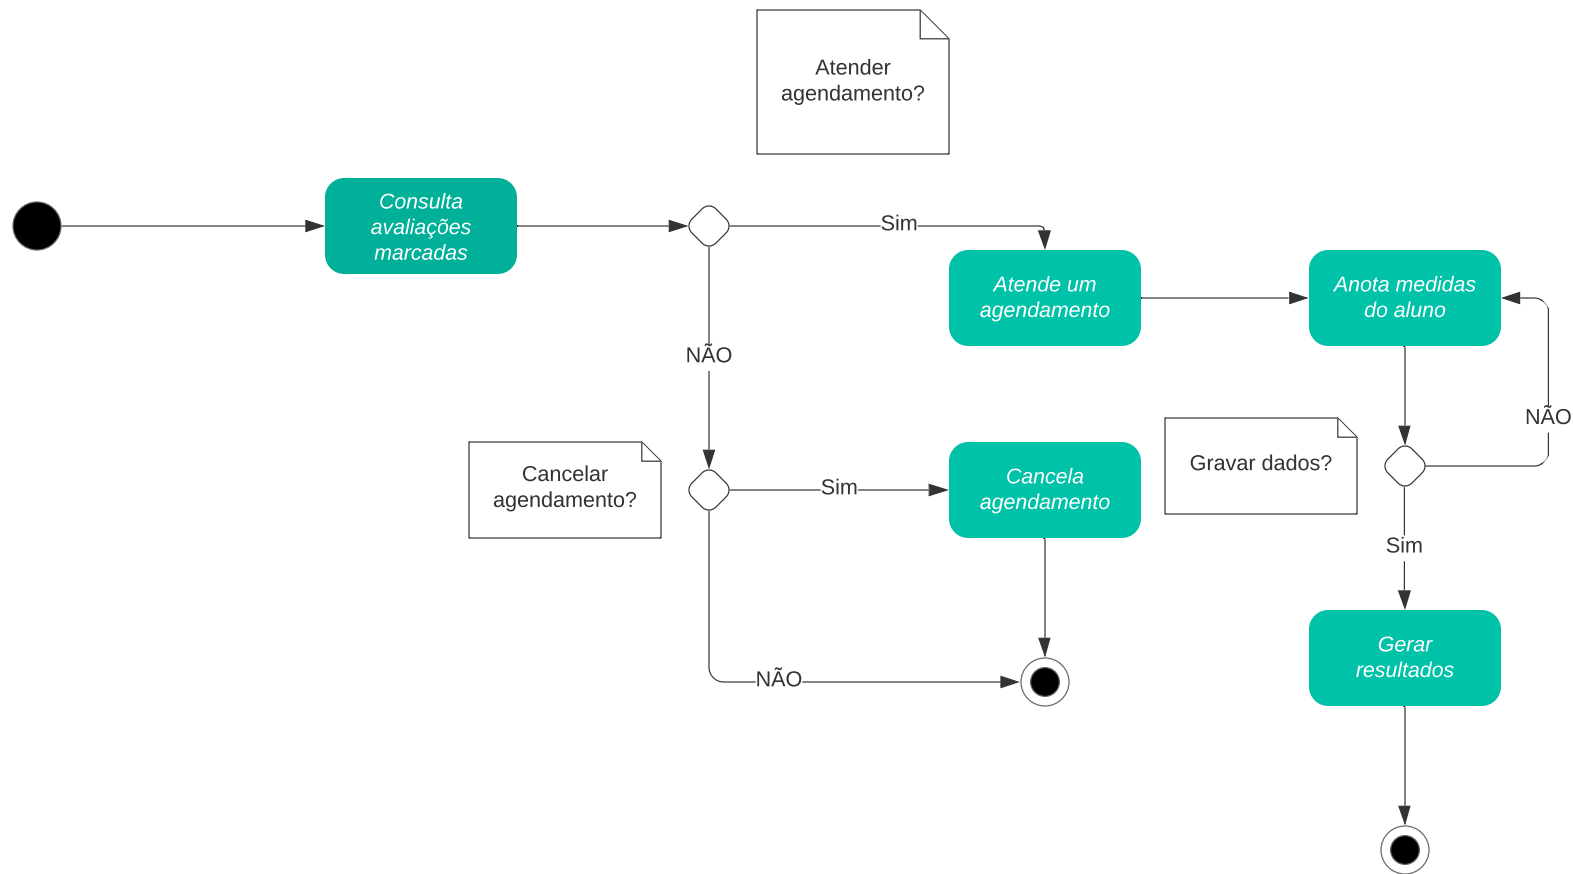 Atender
agendamento?
Consulta
avaliações
marcadas
Sim
Atende um
agendamento
Anota medidas
do aluno
NÃO
NÃO
Cancelar
agendamento?
Sim
Cancela
agendamento
Gravar dados?
Sim
NÃO
Gerar
resultados